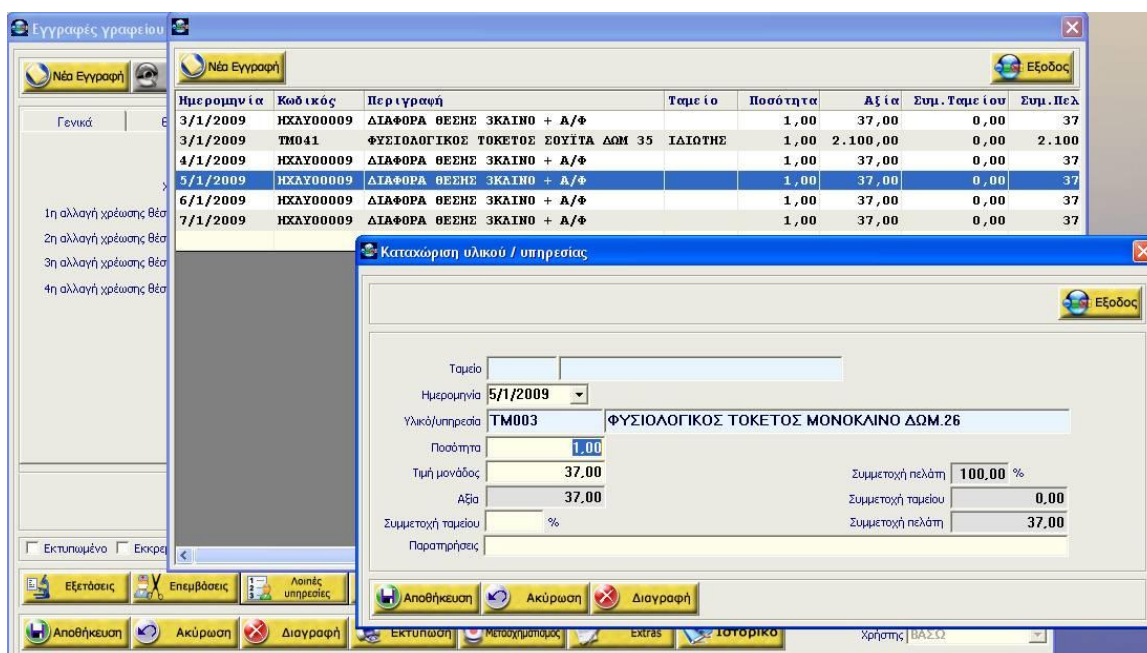 Εγγραφές γραφείου
Νέα Εγγραφή
Νέα Εγγραφή
Εξοδος
Γενικά
Ημερομηνία Κωδικός Περιγραφή Ταμείο Ποσότητα Αξία Συμ.Ταμείου Συμ.Πελ
3/1/2009 ΗΧΛΥ00009 ΔΙΑΦΟΡΑ ΘΕΣΗΣ 3ΚΛΙΝΟ + Α/Φ 1,00 37,00 0,00 37
3/1/2009 ΤΜ041 ΦΥΣΙΟΛΟΓΙΚΟΣ ΤΟΚΕΤΟΣ ΣΟΥΪΤΑ ΔΩΜ 35 ΙΔΙΩΤΗΣ 1,00 2.100,00 0,00 2.100
4/1/2009 ΗΧΛΥ00009 ΔΙΑΦΟΡΑ ΘΕΣΗΣ 3ΚΛΙΝΟ + Α/Φ 1,00 37,00 0,00 37
5/1/2009 ΗΧΛΥ00009 ΔΙΑΦΟΡΑ ΘΕΣΗΣ 3ΚΛΙΝΟ + Α/Φ 1,00 37,00 0,00 37
6/1/2009 ΗΧΛΥ00009 ΔΙΑΦΟΡΑ ΘΕΣΗΣ 3ΚΛΙΝΟ + Α/Φ 1,00 37,00 0,00 37
7/1/2009 ΗΧΛΥ00009 ΔΙΑΦΟΡΑ ΘΕΣΗΣ 3ΚΛΙΝΟ + Α/Φ 1,00 37,00 0,00 37
1η αλλαγή χρέωσης θέσ
2η αλλαγή χρέωσης θέσ
3η αλλαγή χρέωσης θέσ
4η αλλαγή χρέωσης θέσ
Καταχώριση υλικού / υπηρεσίας
Εξοδος
Ταμείο
Ημερομηνία 5/1/2009
Υλικό/υπηρεσία ΤΜ003 ΦΥΣΙΟΛΟΓΙΚΟΣ ΤΟΚΕΤΟΣ ΜΟΝΟΚΛΙΝΟ ΔΩΜ.26
Ποσότητα 1,00
Τιμή μονάδος 37,00 Συμμετοχή πελάτη 100,00 %
Αξία 37,00 Συμμετοχή ταμείου 0,00
Συμμετοχή ταμείου % Συμμετοχή πελάτη 37,00
Παρατηρήσεις
Εκτυπωμένο Εκκρε
Εξετάσεις Επεμβάσεις Λοιπές υπηρεσίες
Αποθήκευση Ακύρωση Διαγραφή
Αποθήκευση Ακύρωση Διαγραφή Εκτύπωση Μετασχηματισμός Extras Ιστορικό Χρήστης ΒΑΣΩ